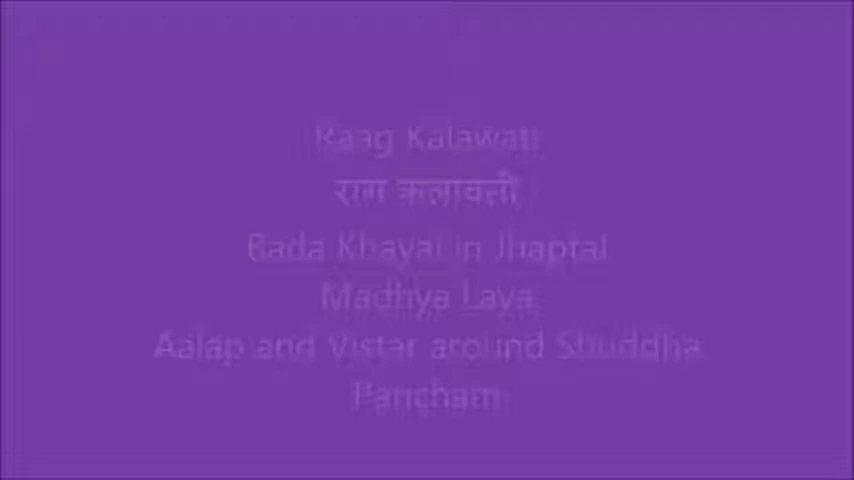 Raag Kalawati
राग कलावती
Bada Khayal in Jhaptal
Madhya Laya
Aalap and Vistar around Shuddha
Pancham